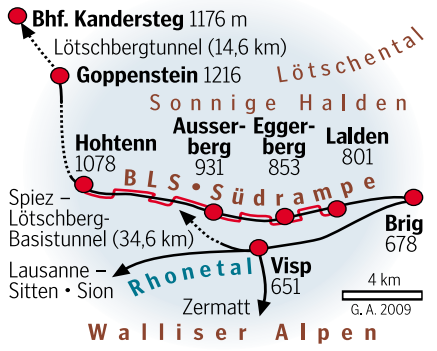 Bhf. Kandersteg 1176 m
Lötschbergtunnel (14,6 km)
Goppenstein 1216
Lötschental
Sonnige Halden
Hohtenn
1078
Ausser-
berg
931
Egger-
berg
853
Lalden
801
BLS • Südrampe
Spiez –
Lötschberg-
Basistunnel (34,6 km)
Brig
678
Lausanne –
Sitten • Sion
Rhonetal
Visp
651
Zermatt
4 km
G. A. 2009
Walliser Alpen